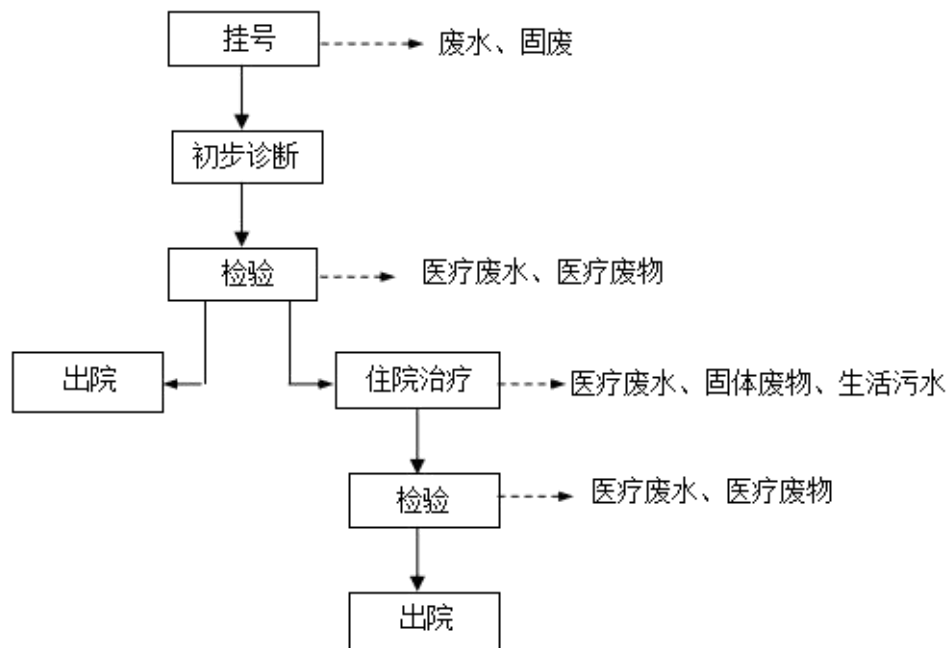 挂号
废水、固废
初步诊断
检验
医疗废水、医疗废物
出院
住院治疗
医疗废水、固体废物、生活污水
检验
医疗废水、医疗废物
出院